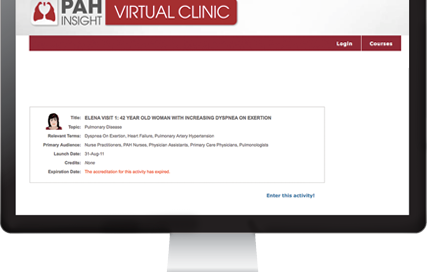 PAH
INSIGHT
VIRTUAL CLINIC
Login
Courses
Title: ELENA VISIT 1: 42 YEAR OLD WOMAN WITH INCREASING DYSPNEA ON EXERTION
Topic: Pulmonary Disease
Relevant Terms: Dyspnea On Exertion, Heart Failure, Pulmonary Artery Hypertension
Primary Audience: Nurse Practitioners, PAH Nurses, Physician Assistants, Primary Care Physicians, Pulmonologists
Launch Date: 31-Aug-11
Credits: None
Expiration Date: The accreditation for this activity has expired.
Enter this activity!